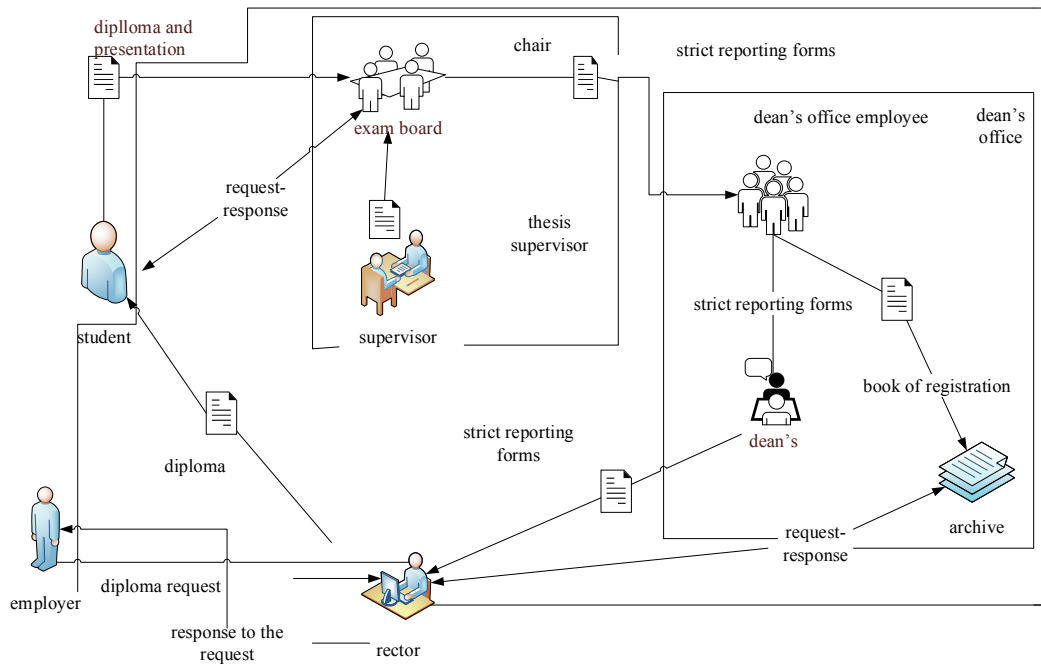 diplloma and
presentation
chair
strict reporting forms
dean's office employee
dean's
office
exam board
request-
response
thesis
supervisor
student
supervisor
strict reporting forms
book of registration
strict reporting
forms
dean's
diploma
request-
response
archive
employer
diploma request
response to the
request
rector